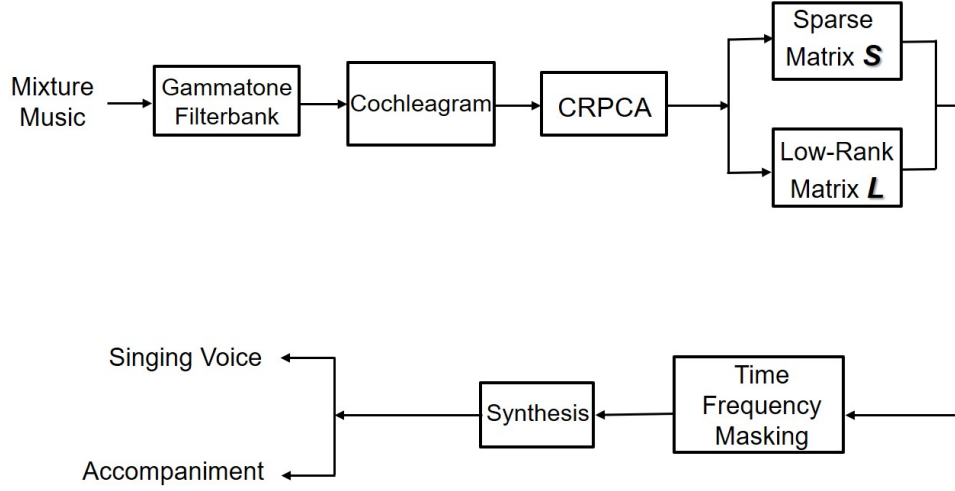 Mixture
Music
Gammatone
Filterbank
Cochleagram
CRPCA
Sparse
Matrix S
Low-Rank
Matrix L
Singing Voice
Accompaniment
Synthesis
Time
Frequency
Masking